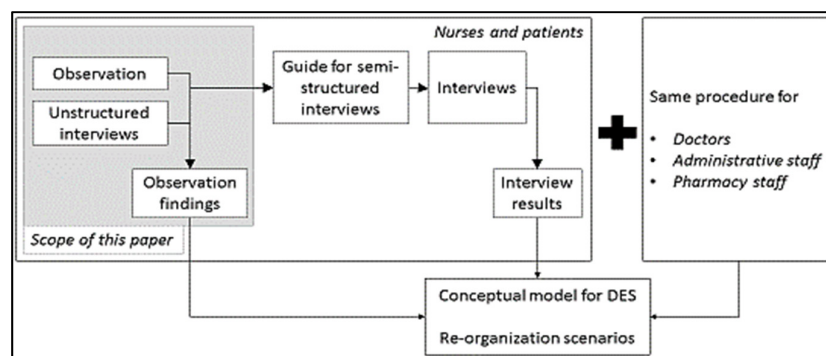 Nurses and patients
Observation
Unstructured
interviews
Guide for semi-
structured
interviews
Interviews
Observation
findings
Interview
results
Scope of this paper
Same procedure for
• Doctors
• Administrative staff
• Pharmacy staff
Conceptual model for DES
Re-organization scenarios